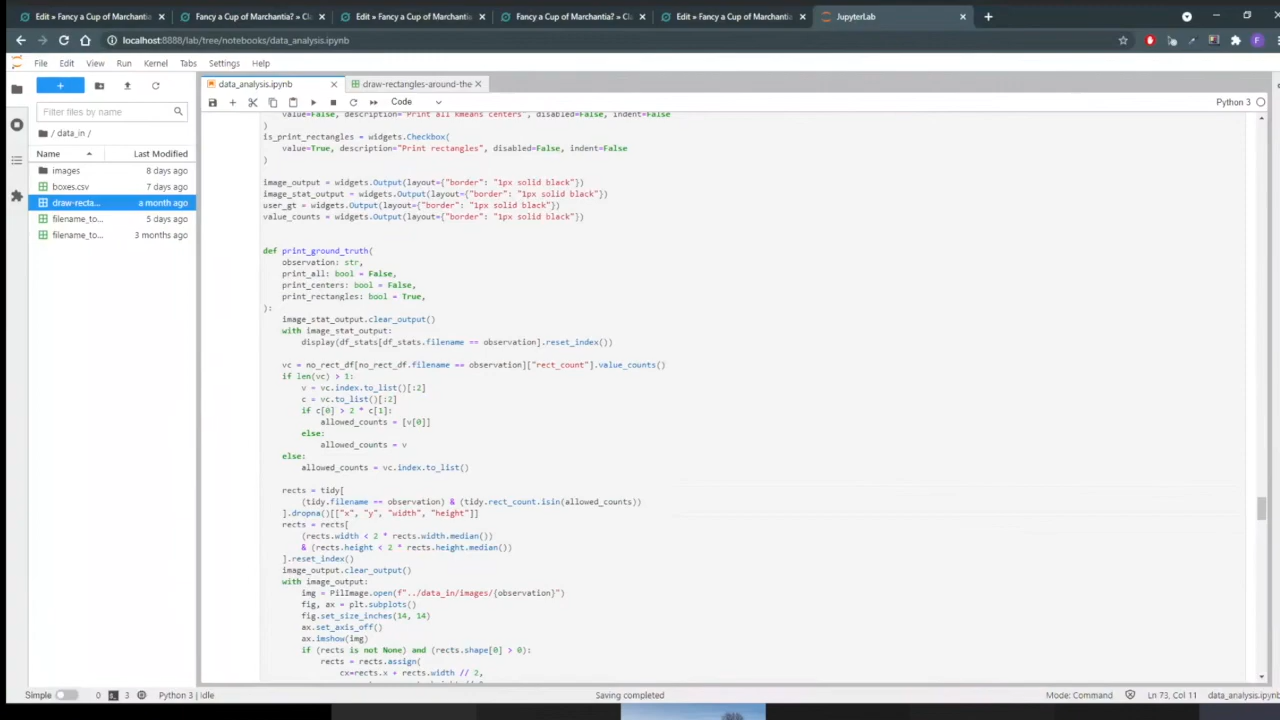 Edit » Fancy a Cup of Marchantia
Fancy a Cup of Marchantia? » Cla
Edit » Fancy a Cup of Marchantia
Fancy a Cup of Marchantia? » Cla
Edit » Fancy a Cup of Marchantia
JupyterLab
localhost:8888/lab/tree/notebooks/data_analysis.ipynb
F
File Edit View Run Kernel Tabs Settings Help
data_analysis.ipynb
draw-rectangles-around-the
Code
Python 3
Filter files by name
/ data_in /
Name Last Modified
images 8 days ago
boxes.csv 7 days ago
draw-recta... a month ago
filename_to... 5 days ago
filename_to... 3 months ago
value=False, description="Print all kmeans centers", disabled=False, indent=False
)
is_print_rectangles = widgets.Checkbox(
value=True, description="Print rectangles", disabled=False, indent=False
)
image_output = widgets.Output(layout={"border": "1px solid black"})
image_stat_output = widgets.Output(layout={"border": "1px solid black"})
user_gt = widgets.Output(layout={"border": "1px solid black"})
value_counts = widgets.Output(layout={"border": "1px solid black"})
def print_ground_truth(
observation: str,
print_all: bool = False,
print_centers: bool = False,
print_rectangles: bool = True,
):
image_stat_output.clear_output()
with image_stat_output:
display(df_stats[df_stats.filename == observation].reset_index())
vc = no_rect_df[no_rect_df.filename == observation]["rect_count"].value_counts()
if len(vc) > 1:
v = vc.index.to_list()[:2]
c = vc.to_list()[:2]
if c[0] > 2 * c[1]:
allowed_counts = [v[0]]
else:
allowed_counts = v
else:
allowed_counts = vc.index.to_list()
rects = tidy[
(tidy.filename == observation) & (tidy.rect_count.isin(allowed_counts))
].dropna()[["x", "y", "width", "height"]]
rects = rects[
(rects.width < 2 * rects.width.median())
& (rects.height < 2 * rects.height.median())
].reset_index()
image_output.clear_output()
with image_output:
img = PilImage.open(f"../data_in/images/{observation}")
fig, ax = plt.subplots()
fig.set_size_inches(14, 14)
ax.set_axis_off()
ax.imshow(img)
if (rects is not None) and (rects.shape[0] > 0):
rects = rects.assign(
cx=rects.x + rects.width // 2,
Simple 0 3 Python 3 | Idle
Saving completed
Mode: Command Ln 73, Col 11 data_analysis.ipynb